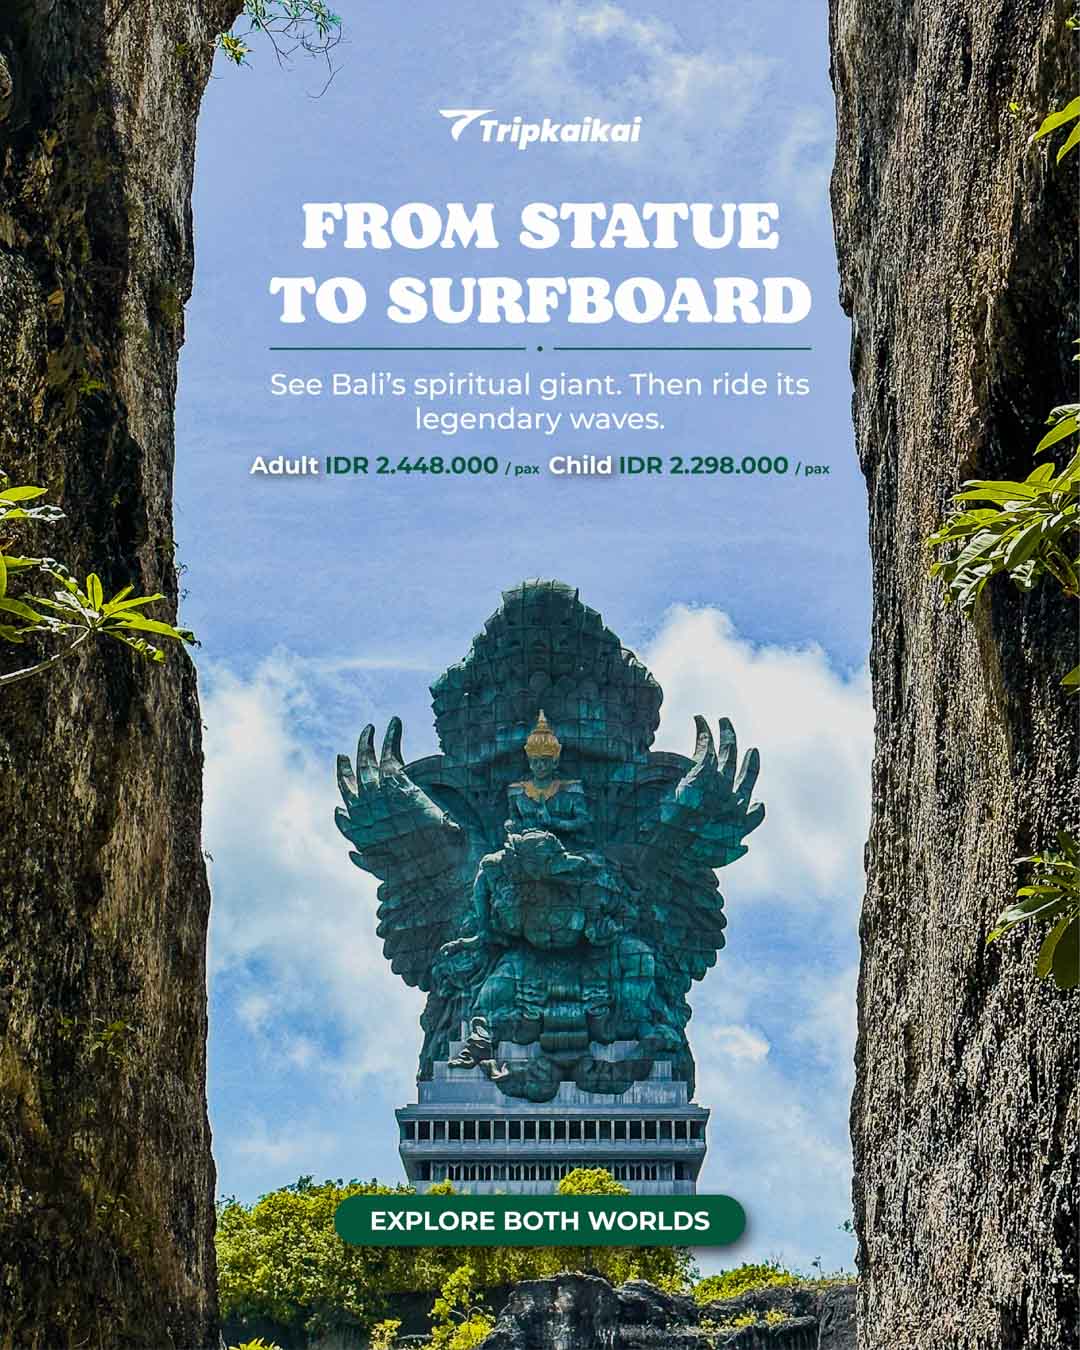 Tripkaikai
FROM STATUE
TO SURFBOARD
See Bali’s spiritual giant. Then ride its
legendary waves.
Adult IDR 2.448.000 / pax Child IDR 2.298.000 / pax
EXPLORE BOTH WORLDS